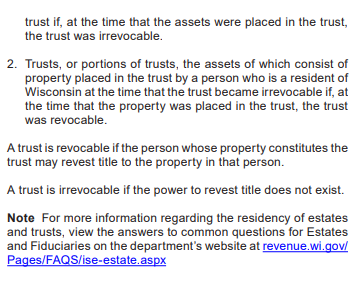 trust if, at the time that the assets were placed in the trust,
the trust was irrevocable.
2. Trusts, or portions of trusts, the assets of which consist of
property placed in the trust by a person who is a resident of
Wisconsin at the time that the trust became irrevocable if, at
the time that the property was placed in the trust, the trust
was revocable.
A trust is revocable if the person whose property constitutes the
trust may revest title to the property in that person.
A trust is irrevocable if the power to revest title does not exist.
Note For more information regarding the residency of estates
and trusts, view the answers to common questions for Estates
and Fiduciaries on the department's website at revenue.wi.gov/
Pages/FAQS/ise-estate.aspx